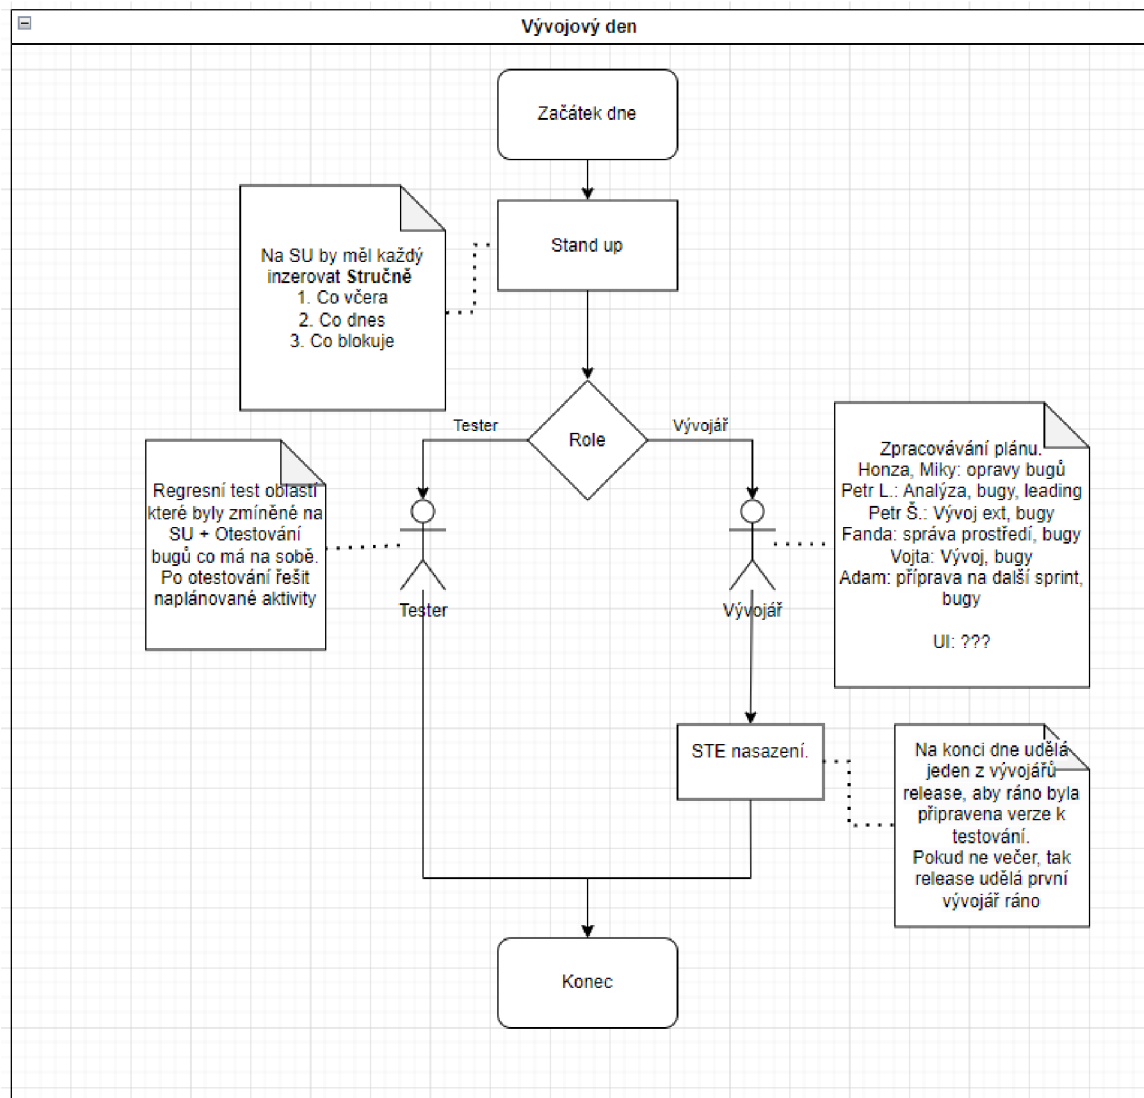 Vývojový den
Začátek dne
Stand up
Na SU by měl každý
inzerovat Stručně
1. Co včera
2. Co dnes
3. Co blokuje
Role
Tester
Vývojář
Regresní test oblastí
které byly zmíněné na
SU + Otestování
bugů co má na sobě.
Po otestování řešit
naplánované aktivity
Tester
Vývojář
Zpracovávání plánu.
Honza, Miky: opravy bugů
Petr L.: Analýza, bugy, leading
Petr Š.: Vývoj ext, bugy
Fanda: správa prostředí, bugy
Vojta: Vývoj, bugy
Adam: příprava na další sprint,
bugy
UI: ???
STE nasazení.
Na konci dne udělá
jeden z vývojářů
release, aby ráno byla
připravena verze k
testování.
Pokud ne večer, tak
release udělá první
vývojář ráno
Konec